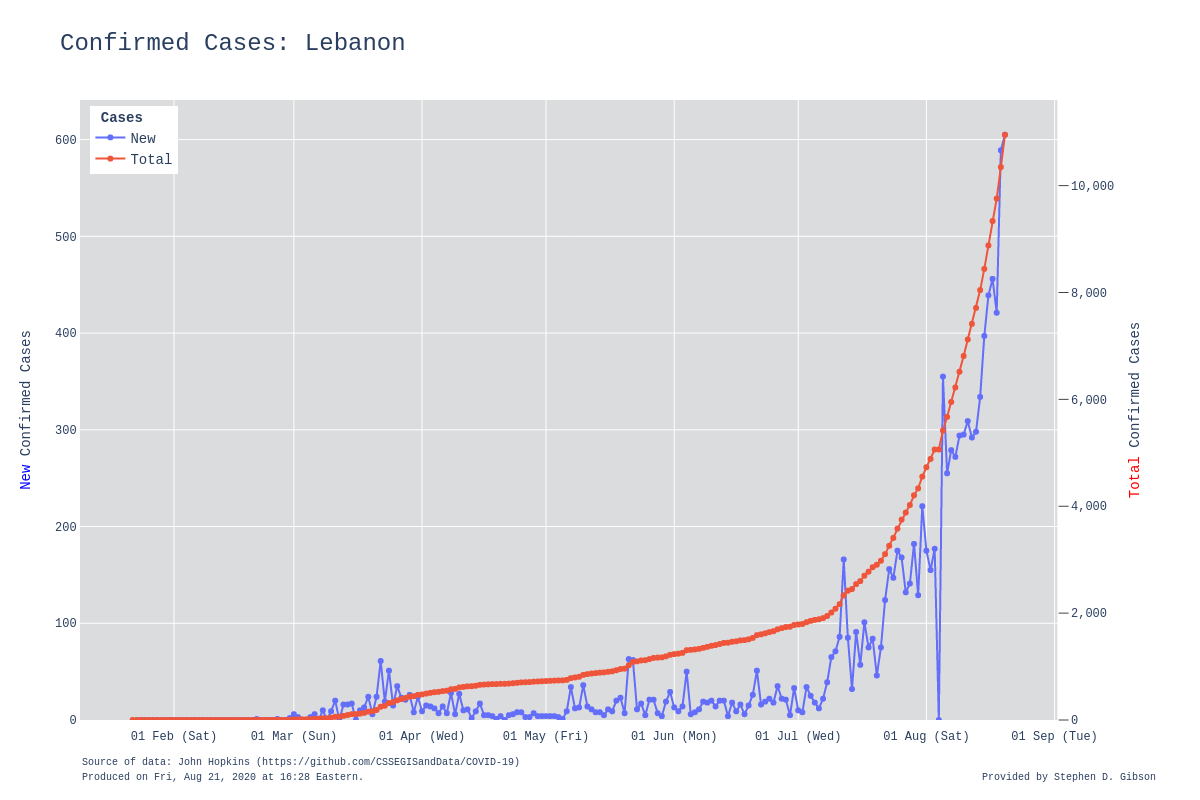 Confirmed Cases: Lebanon
Cases
New
Total
600
500
400
300
200
100
0
10,000
8,000
6,000
4,000
2,000
0
New Confirmed Cases
Total Confirmed Cases
01 Feb (Sat)
01 Mar (Sun)
01 Apr (Wed)
01 May (Fri)
01 Jun (Mon)
01 Jul (Wed)
01 Aug (Sat)
01 Sep (Tue)
Source of data: John Hopkins (https://github.com/CSSEGISandData/COVID-19)
Produced on Fri, Aug 21, 2020 at 16:28 Eastern.
Provided by Stephen D. Gibson